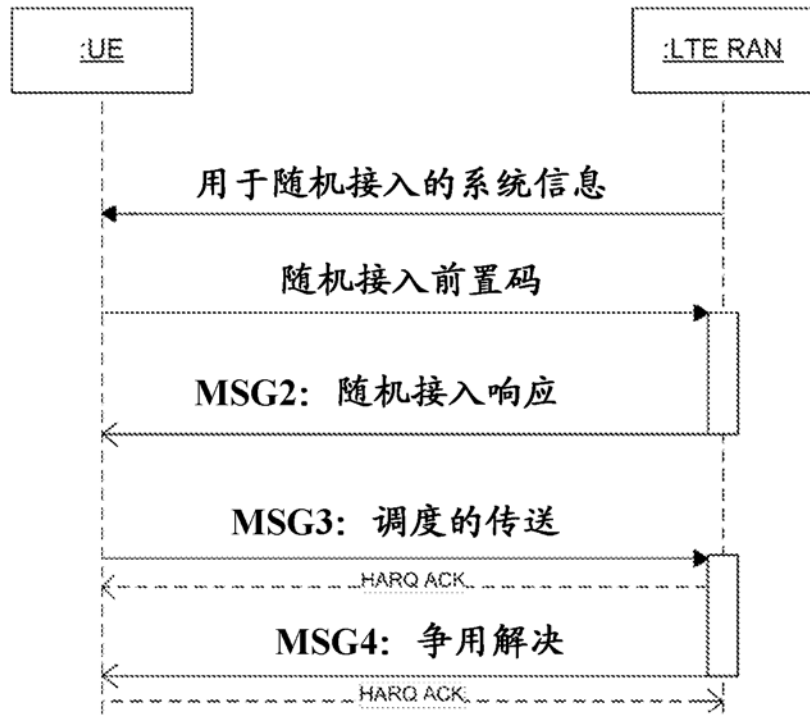 :UE
:LTE RAN
用于随机接入的系统信息
随机接入前置码
MSG2: 随机接入响应
MSG3: 调度的传送
HARQ ACK
MSG4: 争用解决
HARQ ACK